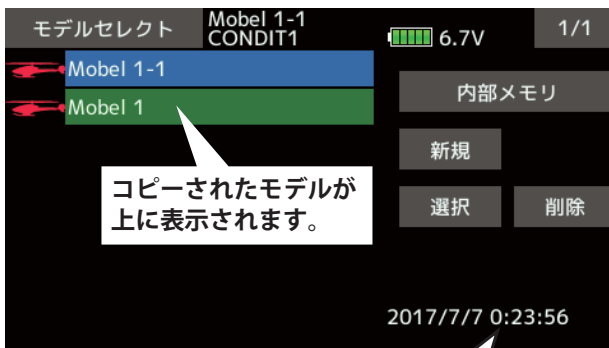 モデルセレクト
Mobel 1-1
CONDIT1
6.7V
1/1
Mobel 1-1
Mobel 1
内部メモリ
新規
コピーされたモデルが
上に表示されます。
選択
削除
2017/7/7 0:23:56